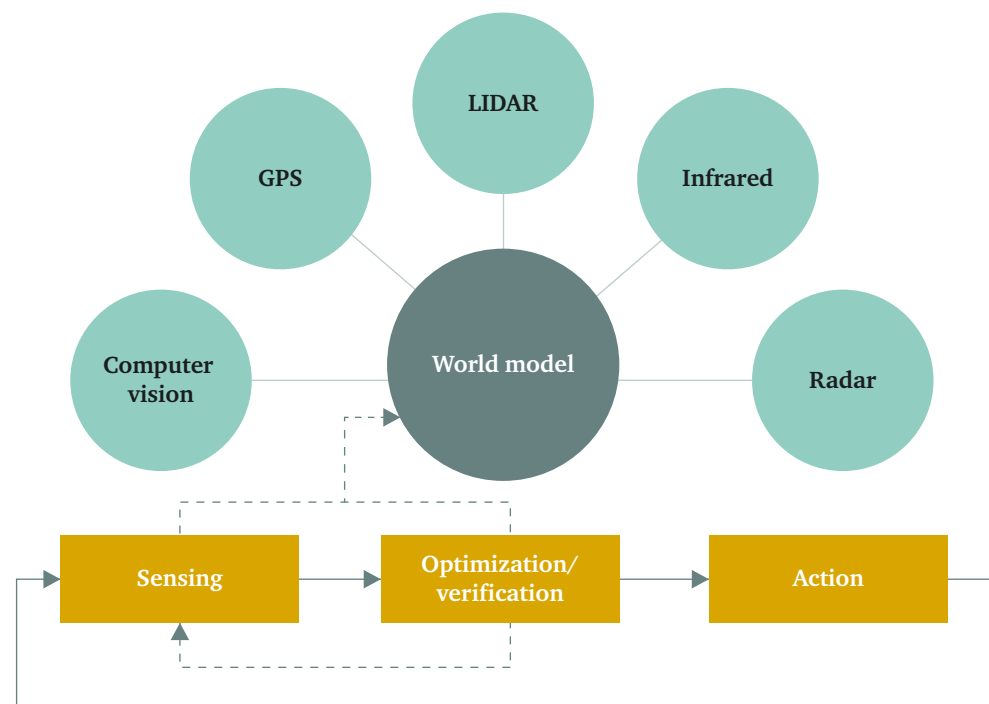 LIDAR
GPS
Infrared
Computer
vision
World model
Radar
Sensing
Optimization/
verification
Action